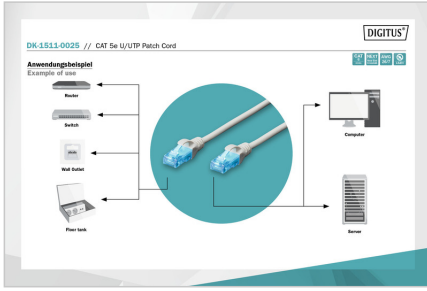 DIGITUS®
DK-1511-0025 // CAT 5e U/UTP Patch Cord
Anwendungsbeispiel
Example of use
Router
Switch
Wall Outlet
Floor tank
Computer
Server